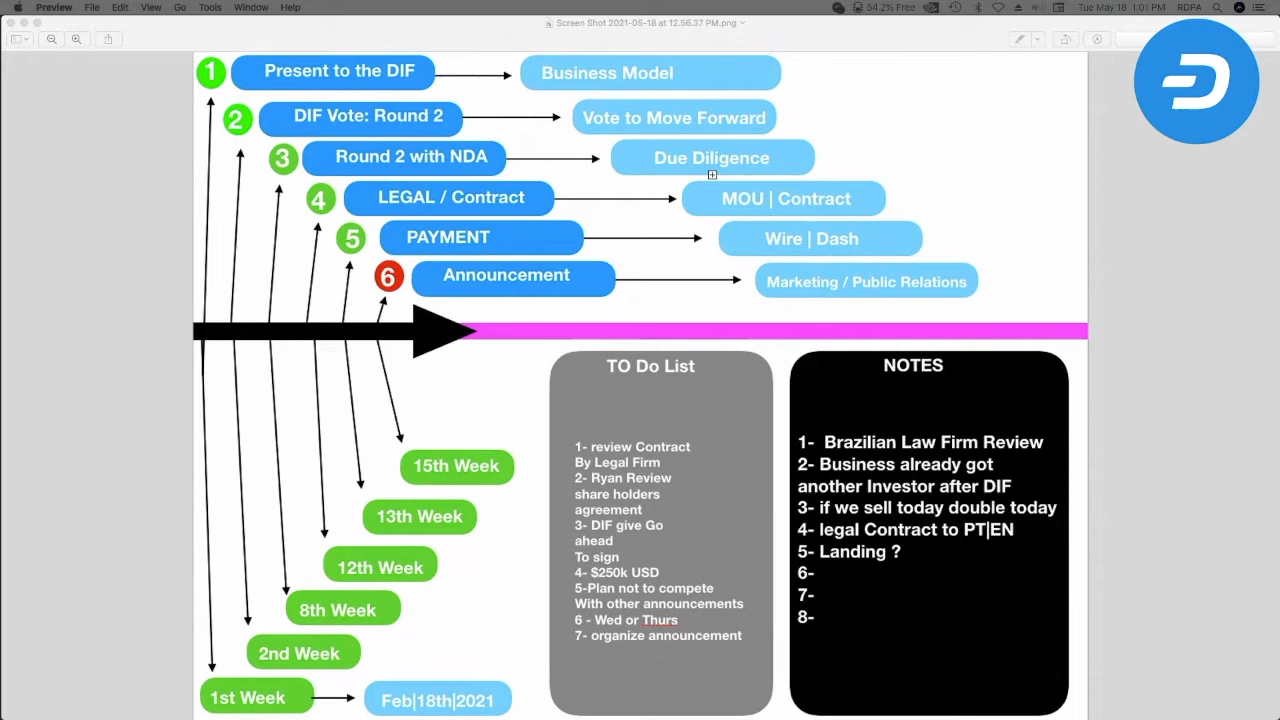 Preview File Edit View Go Tools Window Help 54.2% Free Tue May 18 1:01 PM RDPA
Screen Shot 2021-05-18 at 12.56.37 PM.png
1 Present to the DIF Business Model
2 DIF Vote: Round 2 Vote to Move Forward
3 Round 2 with NDA Due Diligence
4 LEGAL / Contract MOU | Contract
5 PAYMENT Wire | Dash
6 Announcement Marketing / Public Relations
15th Week
13th Week
12th Week
8th Week
2nd Week
1st Week Feb|18th|2021
TO Do List
1- review Contract
By Legal Firm
2- Ryan Review
share holders
agreement
3- DIF give Go
ahead
To sign
4- $250k USD
5-Plan not to compete
With other announcements
6 - Wed or Thurs
7- organize announcement
NOTES
1- Brazilian Law Firm Review
2- Business already got
another Investor after DIF
3- if we sell today double today
4- legal Contract to PT|EN
5- Landing ?
6-
7-
8-